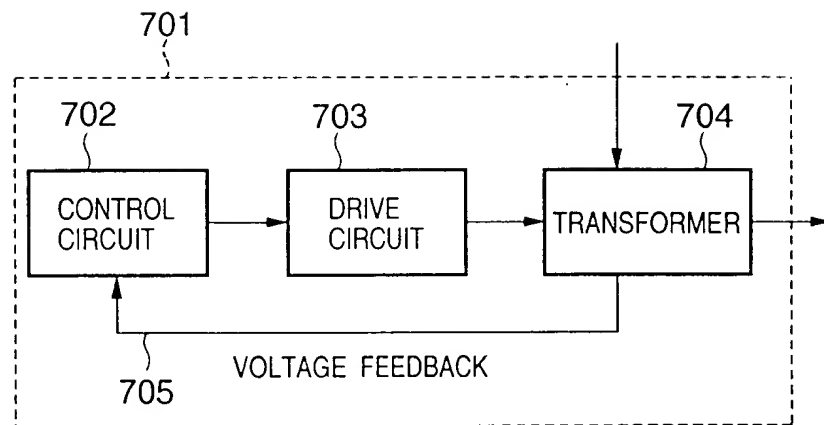 701
702
703
704
CONTROL
CIRCUIT
DRIVE
CIRCUIT
TRANSFORMER
705
VOLTAGE FEEDBACK